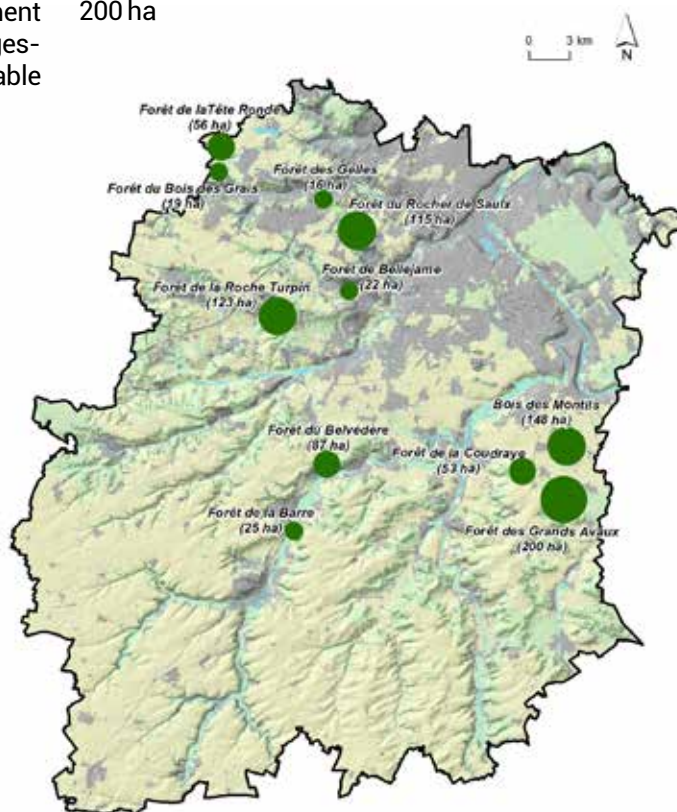 ment
ges-
able
200 ha
0 3 km
N
Forêt de laTête Ronde
(56 ha)
Forêt du Bois des Grais
(19 ha)
Forêt des Gelles
(16 ha)
Forêt du Rocher de Saulx
(115 ha)
Forêt de Bellejame
(22 ha)
Forêt de la Roche Turpin
(123 ha)
Bois des Montils
(148 ha)
Forêt du Belvédère
(87 ha)
Forêt de la Coudraye
(53 ha)
Forêt des Grands Avaux
(200 ha)
Forêt de la Barre
(25 ha)